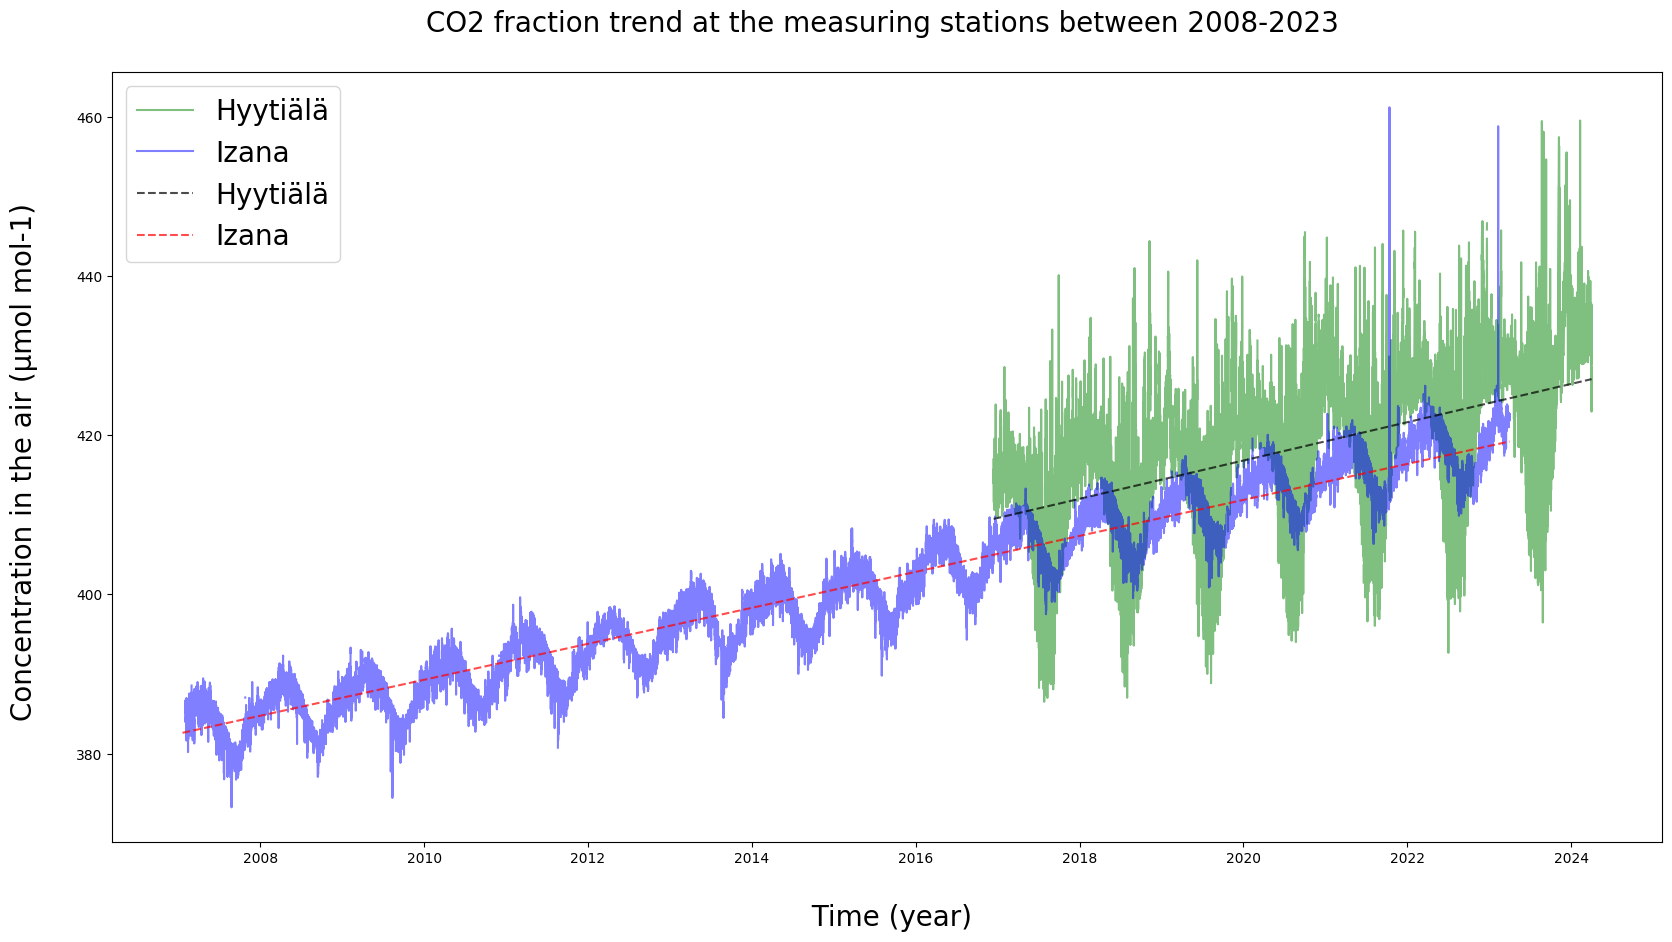 CO2 fraction trend at the measuring stations between 2008-2023
Hyytiälä
Izana
Hyytiälä
Izana
Concentration in the air (µmol mol-1)
460
440
420
400
380
2008 2010 2012 2014 2016 2018 2020 2022 2024
Time (year)